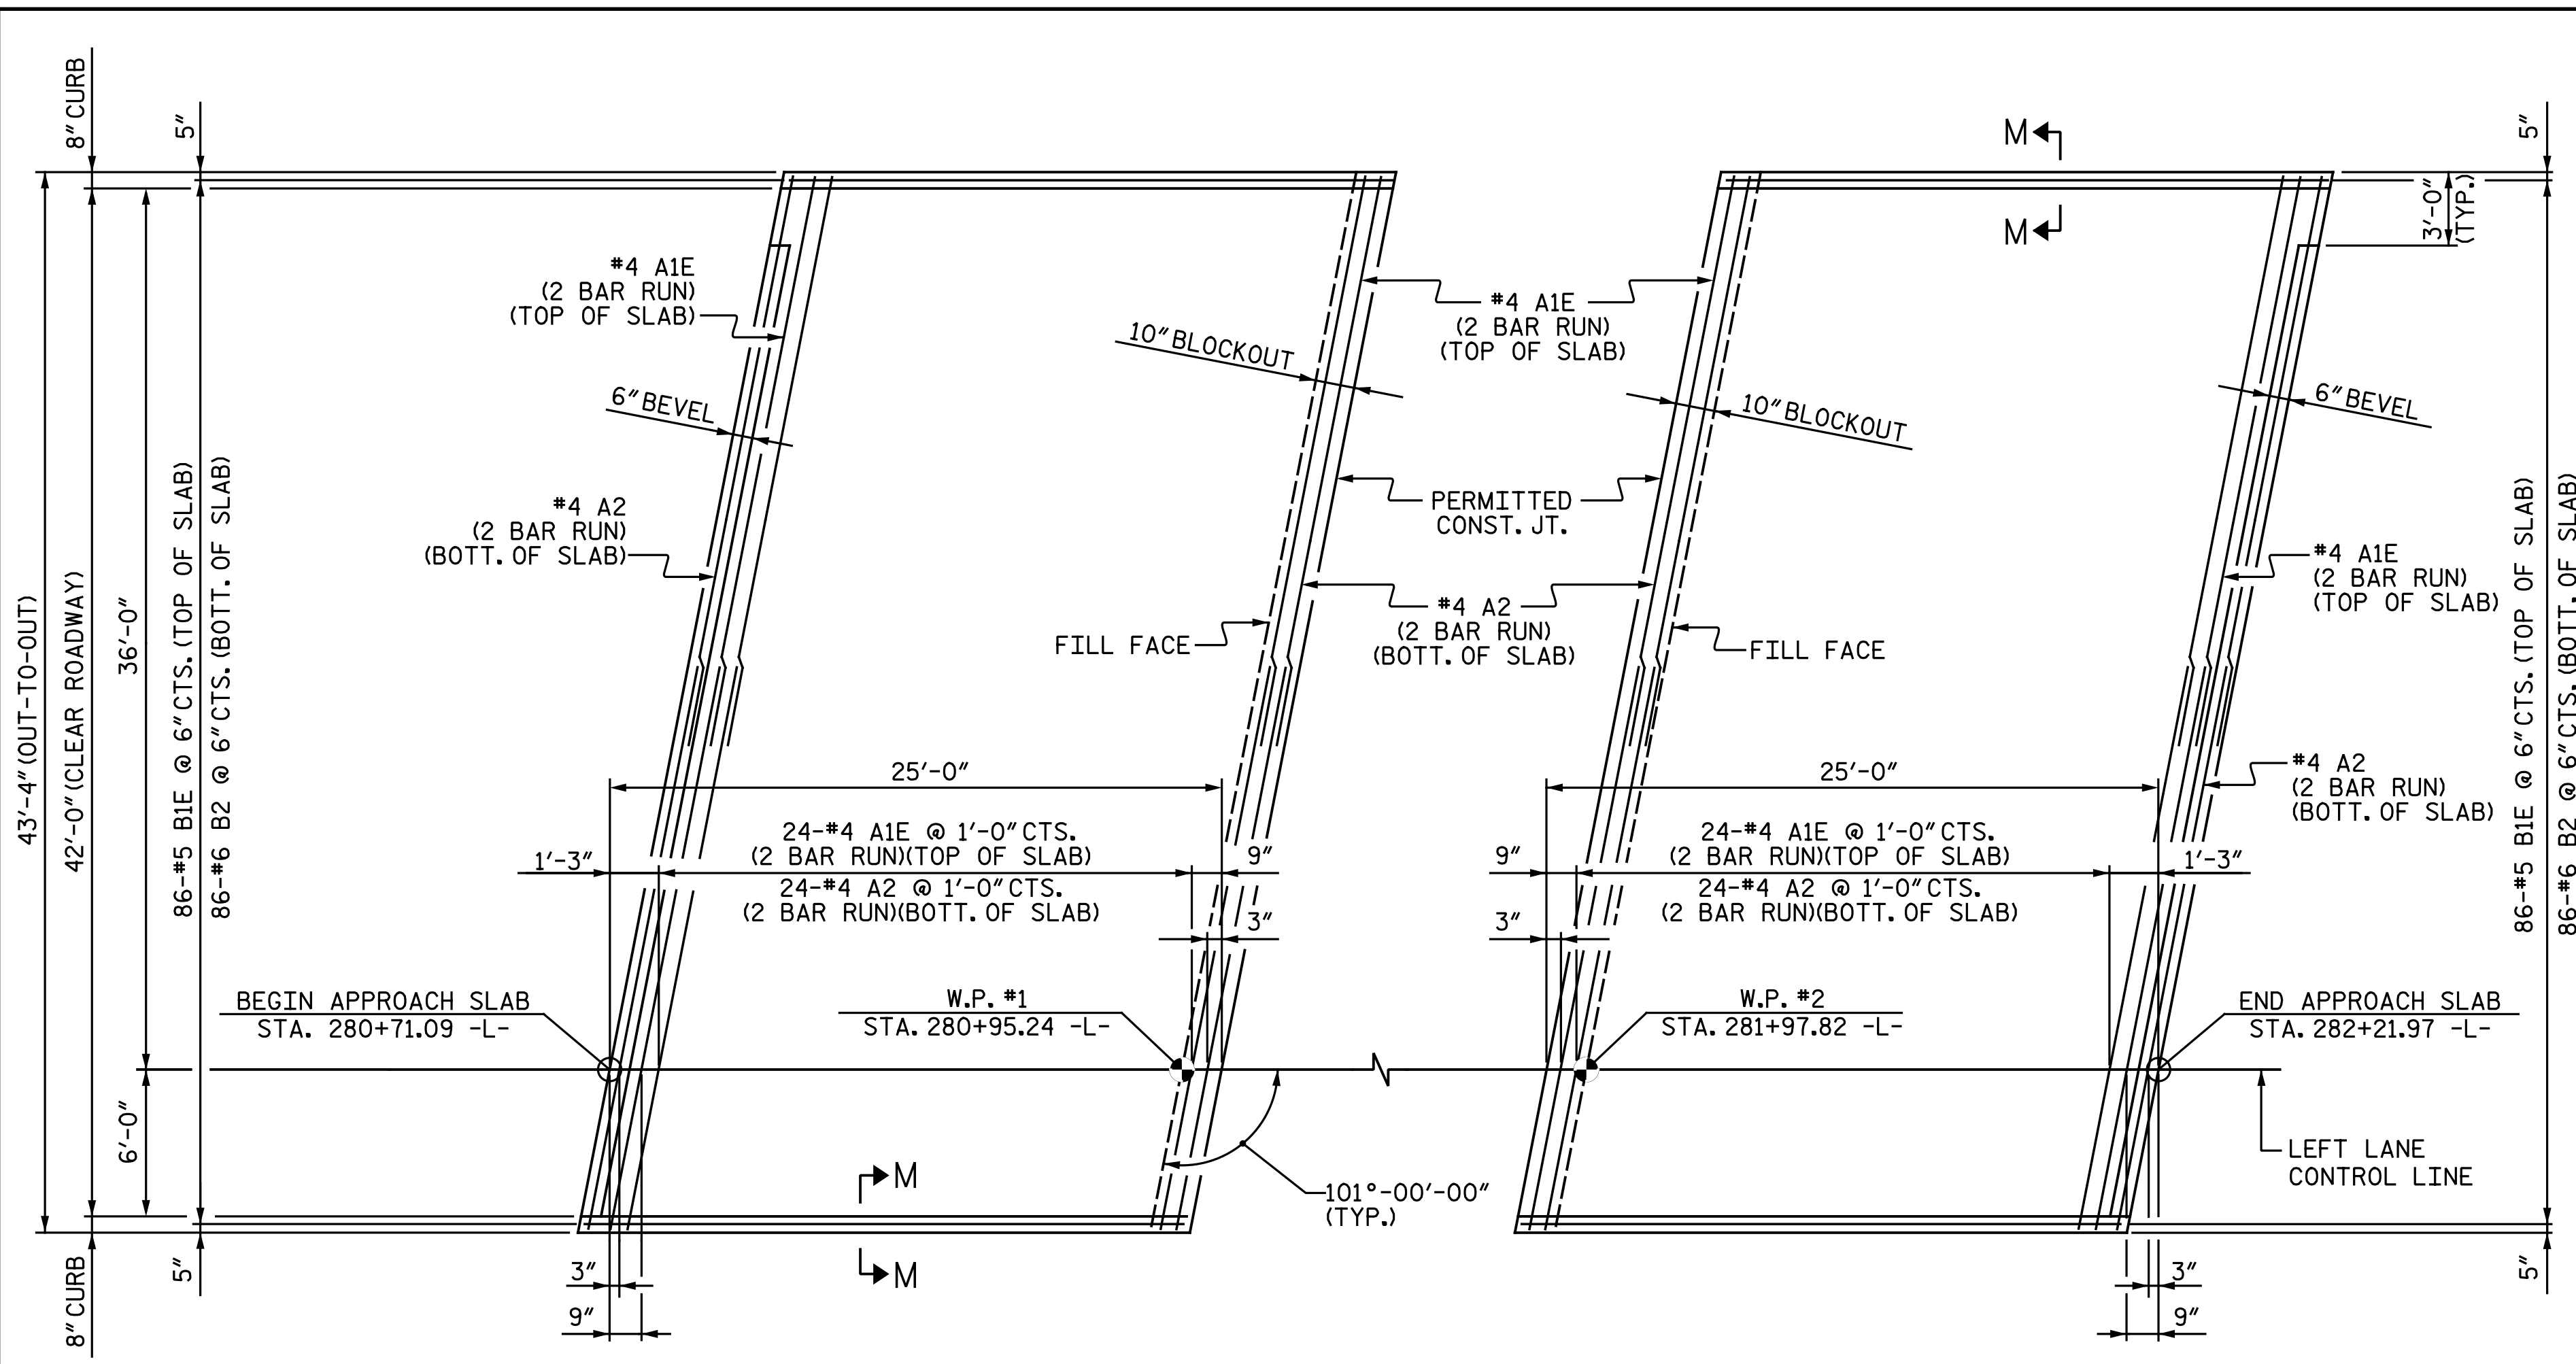 8" CURB
5"
43'-4" (OUT-TO-OUT)
42'-0" (CLEAR ROADWAY)
36'-0"
6'-0"
86-#5 B1E @ 6" CTS. (TOP OF SLAB)
86-#6 B2 @ 6" CTS. (BOTT. OF SLAB)
8" CURB
5"
#4 A1E
(2 BAR RUN)
(TOP OF SLAB)
6" BEVEL
#4 A2
(2 BAR RUN)
(BOTT. OF SLAB)
10" BLOCKOUT
FILL FACE
25'-0"
24-#4 A1E @ 1'-0" CTS.
(2 BAR RUN)(TOP OF SLAB)
24-#4 A2 @ 1'-0" CTS.
(2 BAR RUN)(BOTT. OF SLAB)
1'-3"
9"
3"
BEGIN APPROACH SLAB
STA. 280+71.09 -L-
W.P. #1
STA. 280+95.24 -L-
M
M
3"
9"
101°-00'-00"
(TYP.)
#4 A1E
(2 BAR RUN)
(TOP OF SLAB)
PERMITTED
CONST. JT.
#4 A2
(2 BAR RUN)
(BOTT. OF SLAB)
M
M
10" BLOCKOUT
FILL FACE
25'-0"
9"
3"
24-#4 A1E @ 1'-0" CTS.
(2 BAR RUN)(TOP OF SLAB)
24-#4 A2 @ 1'-0" CTS.
(2 BAR RUN)(BOTT. OF SLAB)
1'-3"
W.P. #2
STA. 281+97.82 -L-
END APPROACH SLAB
STA. 282+21.97 -L-
LEFT LANE
CONTROL LINE
3"
9"
5"
3'-0"
(TYP.)
6" BEVEL
#4 A1E
(2 BAR RUN)
(TOP OF SLAB)
#4 A2
(2 BAR RUN)
(BOTT. OF SLAB)
86-#5 B1E @ 6" CTS. (TOP OF SLAB)
86-#6 B2 @ 6" CTS. (BOTT. OF SLAB)
5"